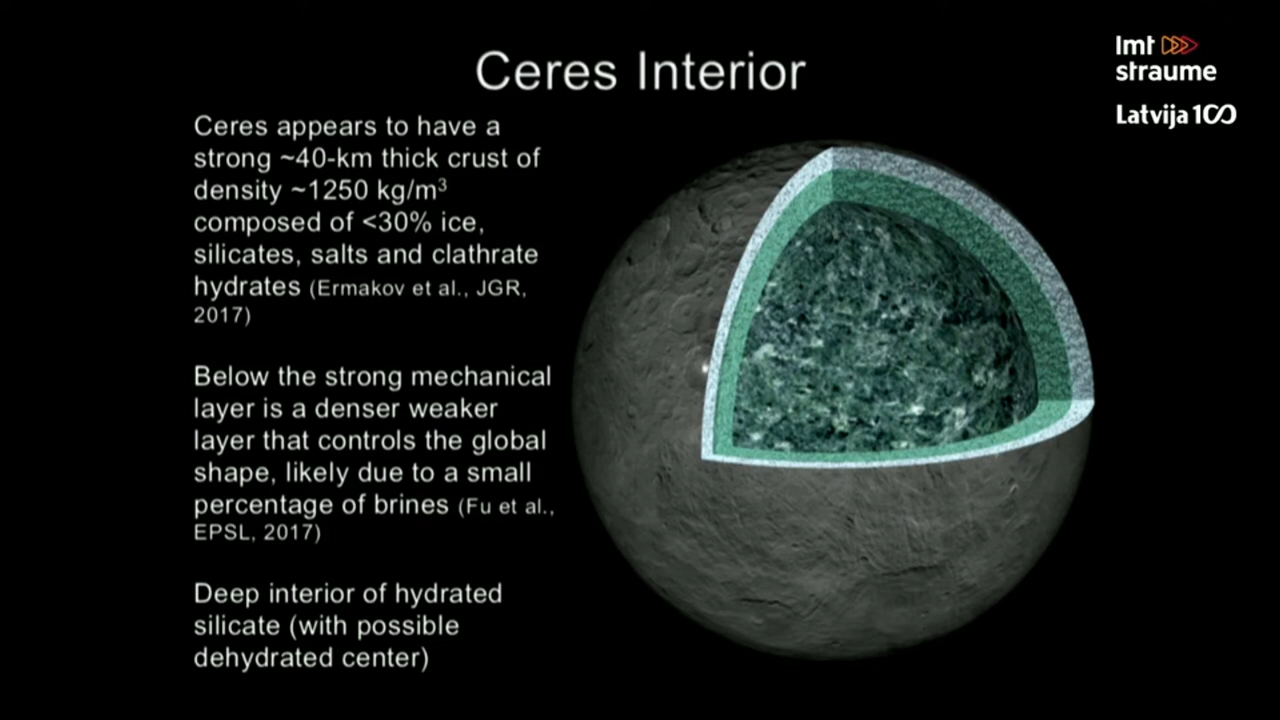 Ceres Interior
lmt
straume
Latvija 100
Ceres appears to have a
strong ~40-km thick crust of
density ~1250 kg/m³
composed of <30% ice,
silicates, salts and clathrate
hydrates (Ermakov et al., JGR,
2017)
Below the strong mechanical
layer is a denser weaker
layer that controls the global
shape, likely due to a small
percentage of brines (Fu et al.,
EPSL, 2017)
Deep interior of hydrated
silicate (with possible
dehydrated center)